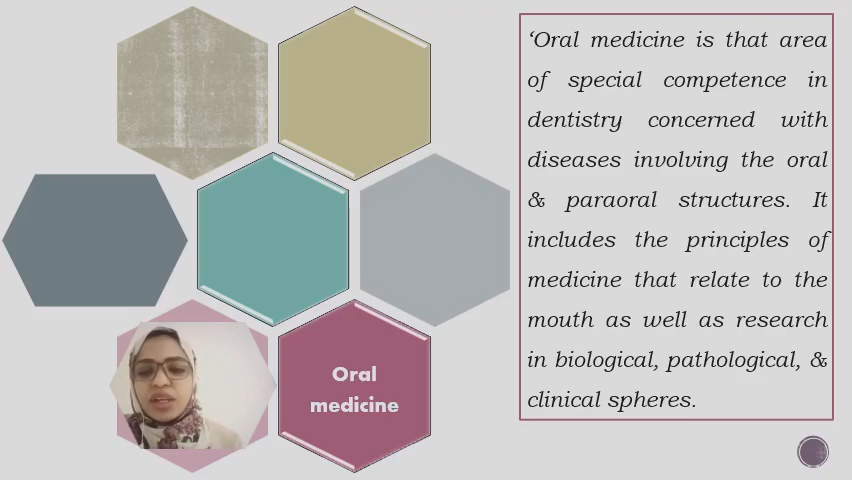 Oral
medicine
‘Oral medicine is that area
of special competence in
dentistry concerned with
diseases involving the oral
& paraoral structures. It
includes the principles of
medicine that relate to the
mouth as well as research
in biological, pathological, &
clinical spheres.